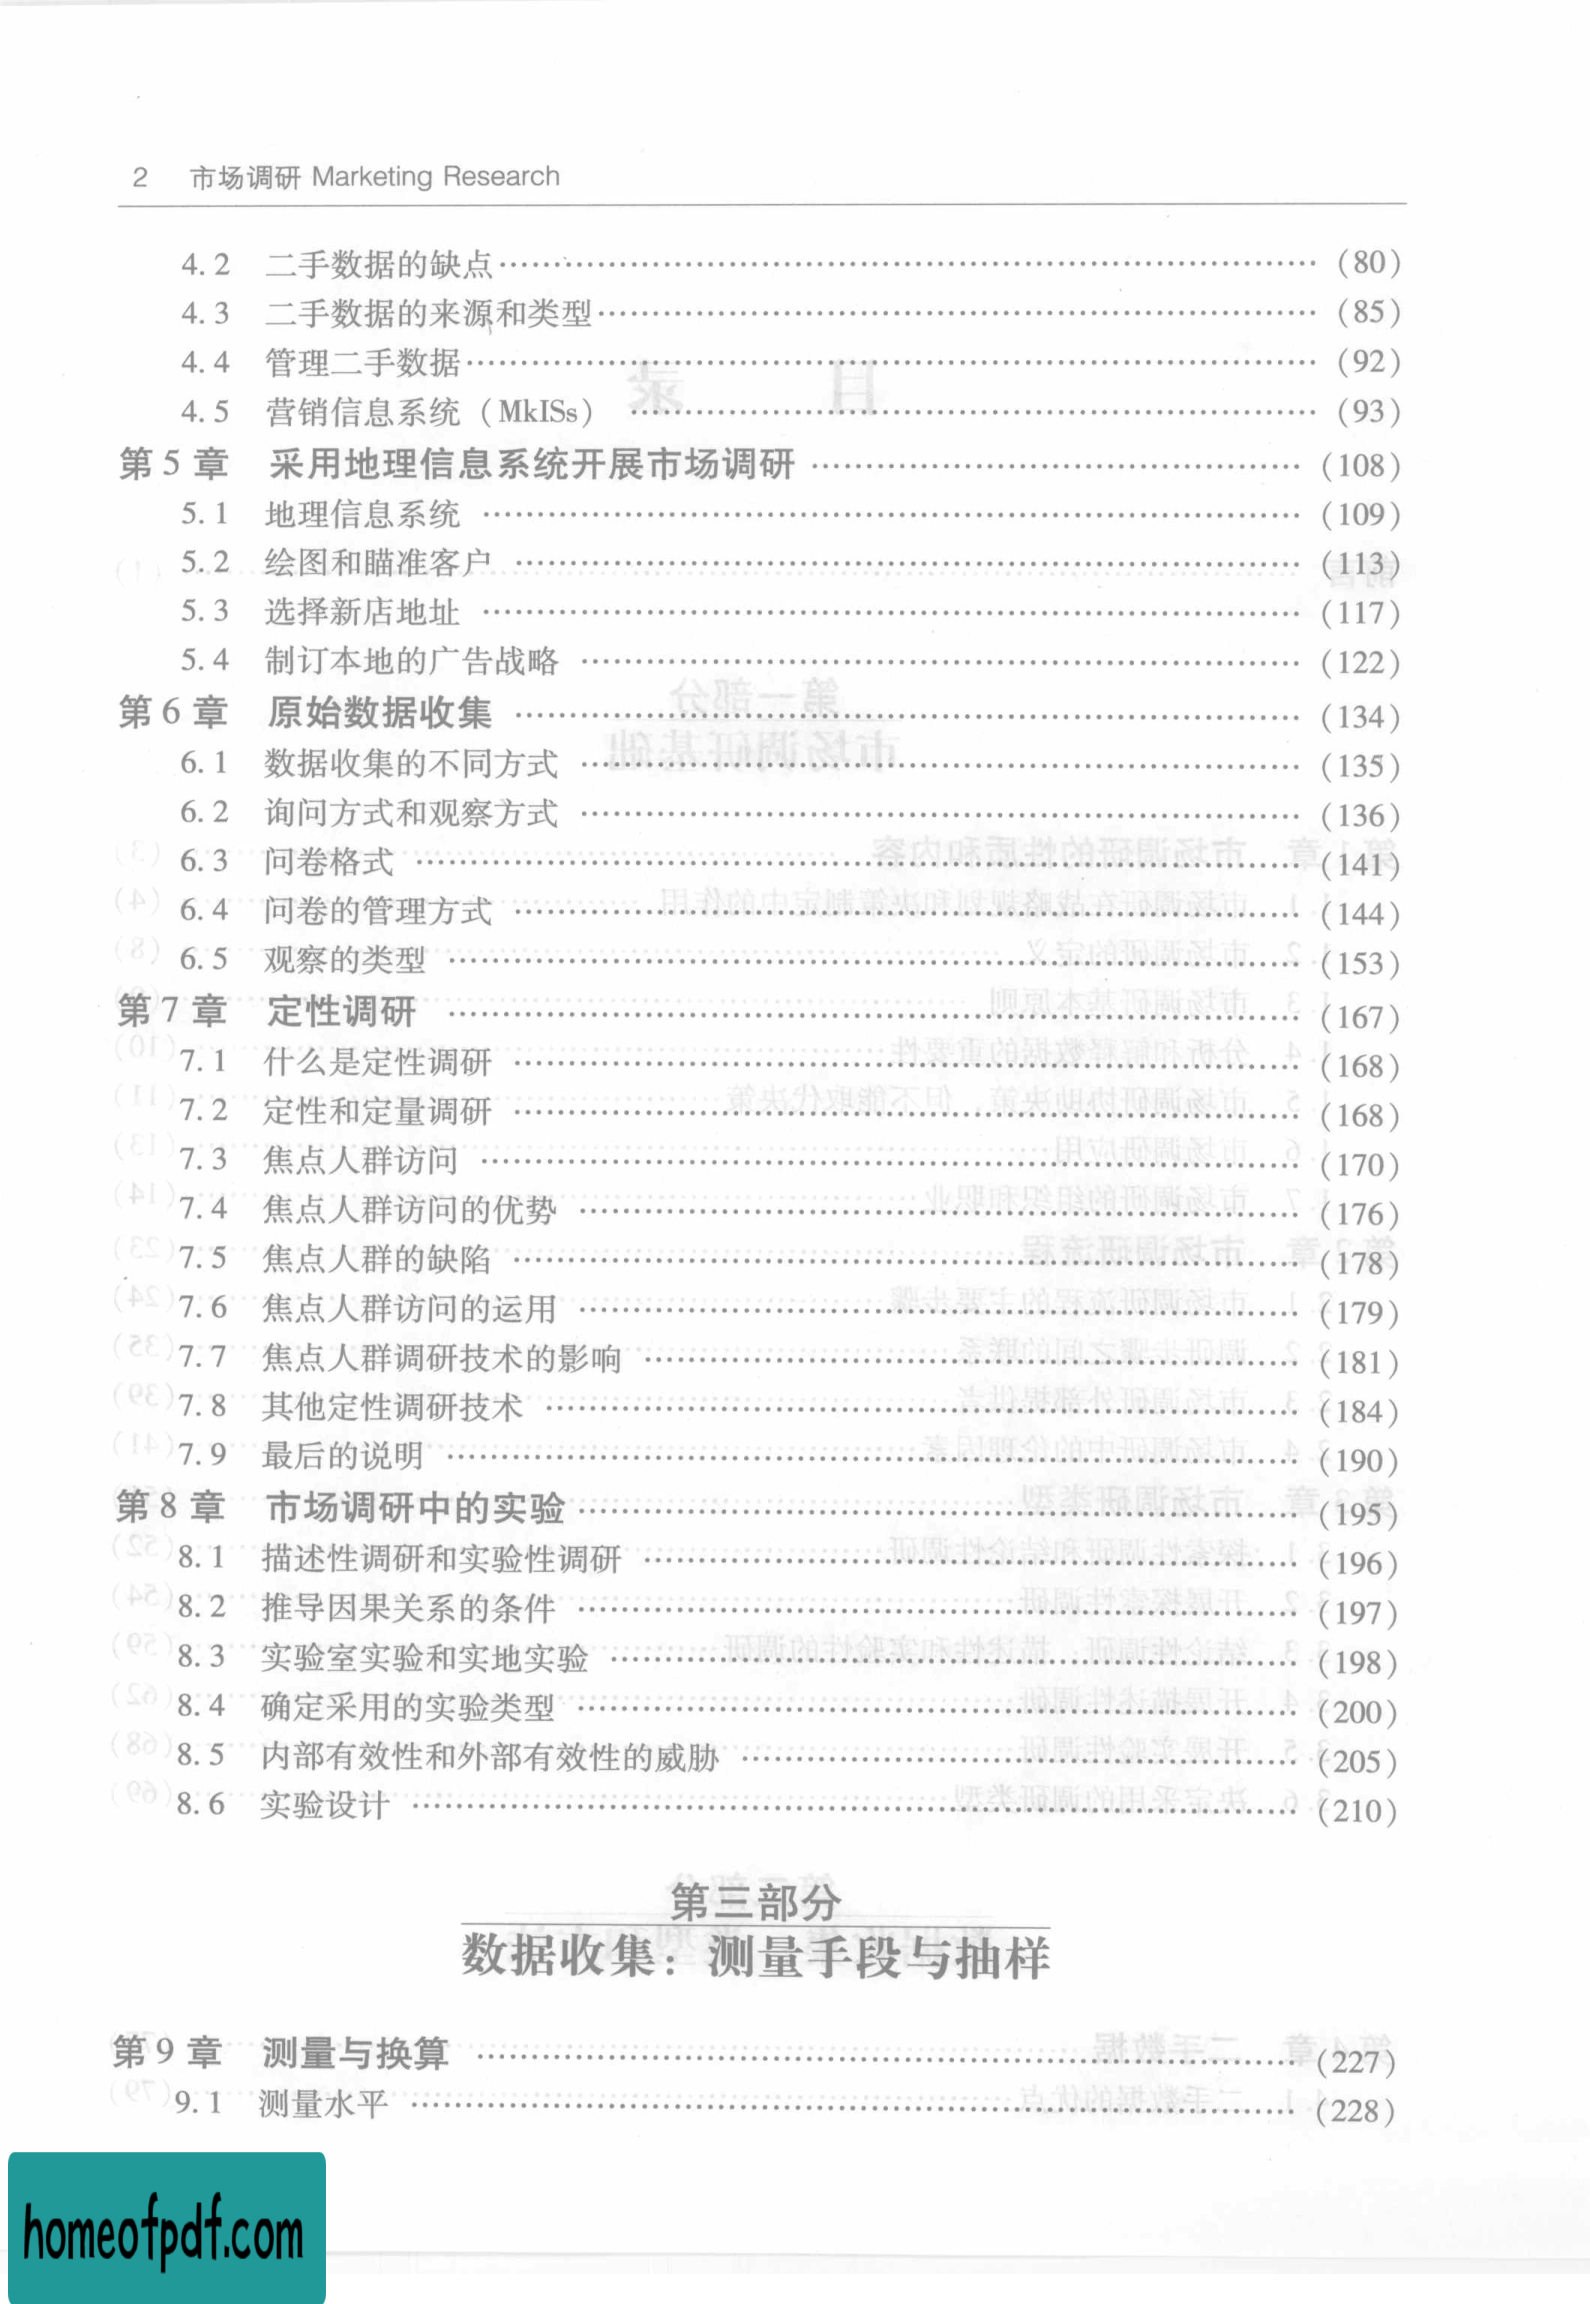 2 市场调研 Marketing Research
4.2 二手数据的缺点 …… (80)
4.3 二手数据的来源和类型 …… (85)
4.4 管理二手数据 …… (92)
4.5 营销信息系统（MkISs） …… (93)
第5章 采用地理信息系统开展市场调研 …… (108)
5.1 地理信息系统 …… (109)
5.2 绘图和瞄准客户 …… (113)
5.3 选择新店地址 …… (117)
5.4 制订本地的广告战略 …… (122)
第6章 原始数据收集 …… (134)
6.1 数据收集的不同方式 …… (135)
6.2 询问方式和观察方式 …… (136)
6.3 问卷格式 …… (141)
6.4 问卷的管理方式 …… (144)
6.5 观察的类型 …… (153)
第7章 定性调研 …… (167)
7.1 什么是定性调研 …… (168)
7.2 定性和定量调研 …… (168)
7.3 焦点人群访问 …… (170)
7.4 焦点人群访问的优势 …… (176)
7.5 焦点人群的缺陷 …… (178)
7.6 焦点人群访问的运用 …… (179)
7.7 焦点人群调研技术的影响 …… (181)
7.8 其他定性调研技术 …… (184)
7.9 最后的说明 …… (190)
第8章 市场调研中的实验 …… (195)
8.1 描述性调研和实验性调研 …… (196)
8.2 推导因果关系的条件 …… (197)
8.3 实验室实验和实地实验 …… (198)
8.4 确定采用的实验类型 …… (200)
8.5 内部有效性和外部有效性的威胁 …… (205)
8.6 实验设计 …… (210)
第三部分
数据收集：测量手段与抽样
第9章 测量与换算 …… (227)
9.1 测量水平 …… (228)
homeofpdf.com